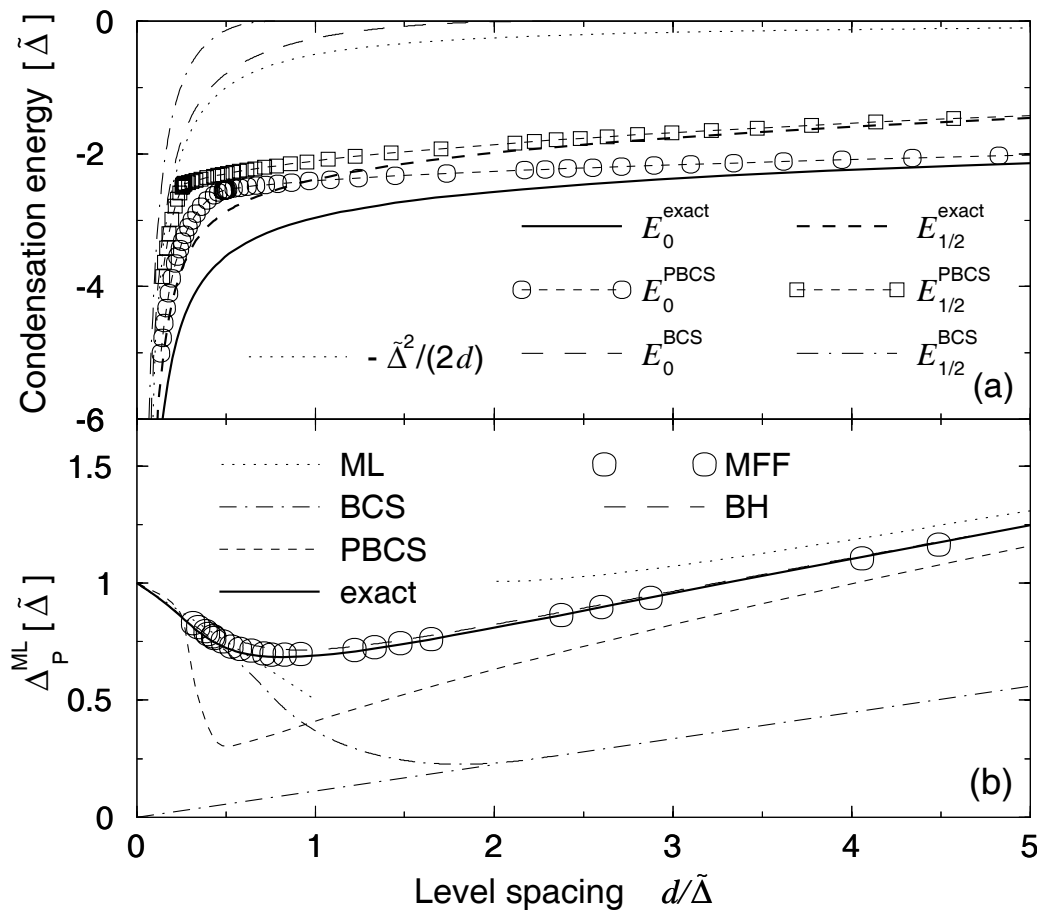 Condensation energy [Δ̃]
0
-2
-4
-6
E₀^exact
E₁/₂^exact
E₀^PBCS
E₁/₂^PBCS
- Δ̃²/(2d)
E₀^BCS
E₁/₂^BCS
(a)
Δ_P^ML [Δ̃]
1.5
1
0.5
0
ML
MFF
BCS
BH
PBCS
exact
(b)
0 1 2 3 4 5
Level spacing d/Δ̃